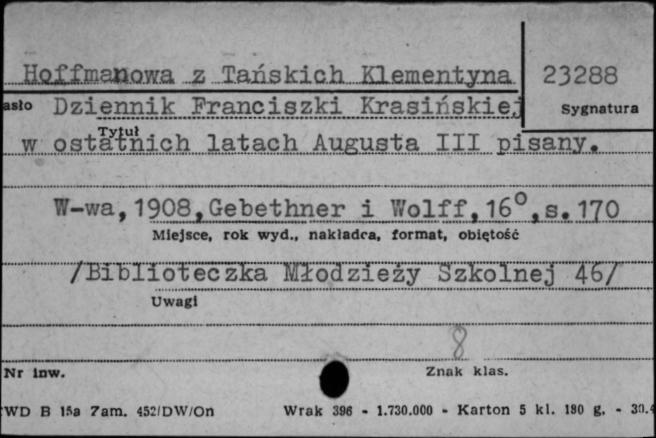 Hoffmanowa z Tańskich Klementyna 23288
asło Dziennik Franciszki Krasińskiej Sygnatura
Tytuł
w ostatnich latach Augusta III pisany.
W-wa, 1908, Gebethner i Wolff, 16°, s. 170
Miejsce, rok wyd., nakładca, format, obiętość
/Biblioteczka Młodzieży Szkolnej 46/
Uwagi
8
Nr inw. Znak klas.
WD B 15a Zam. 452/DW/On Wrak 396 - 1.730.000 - Karton 5 kl. 180 g. - 30.4